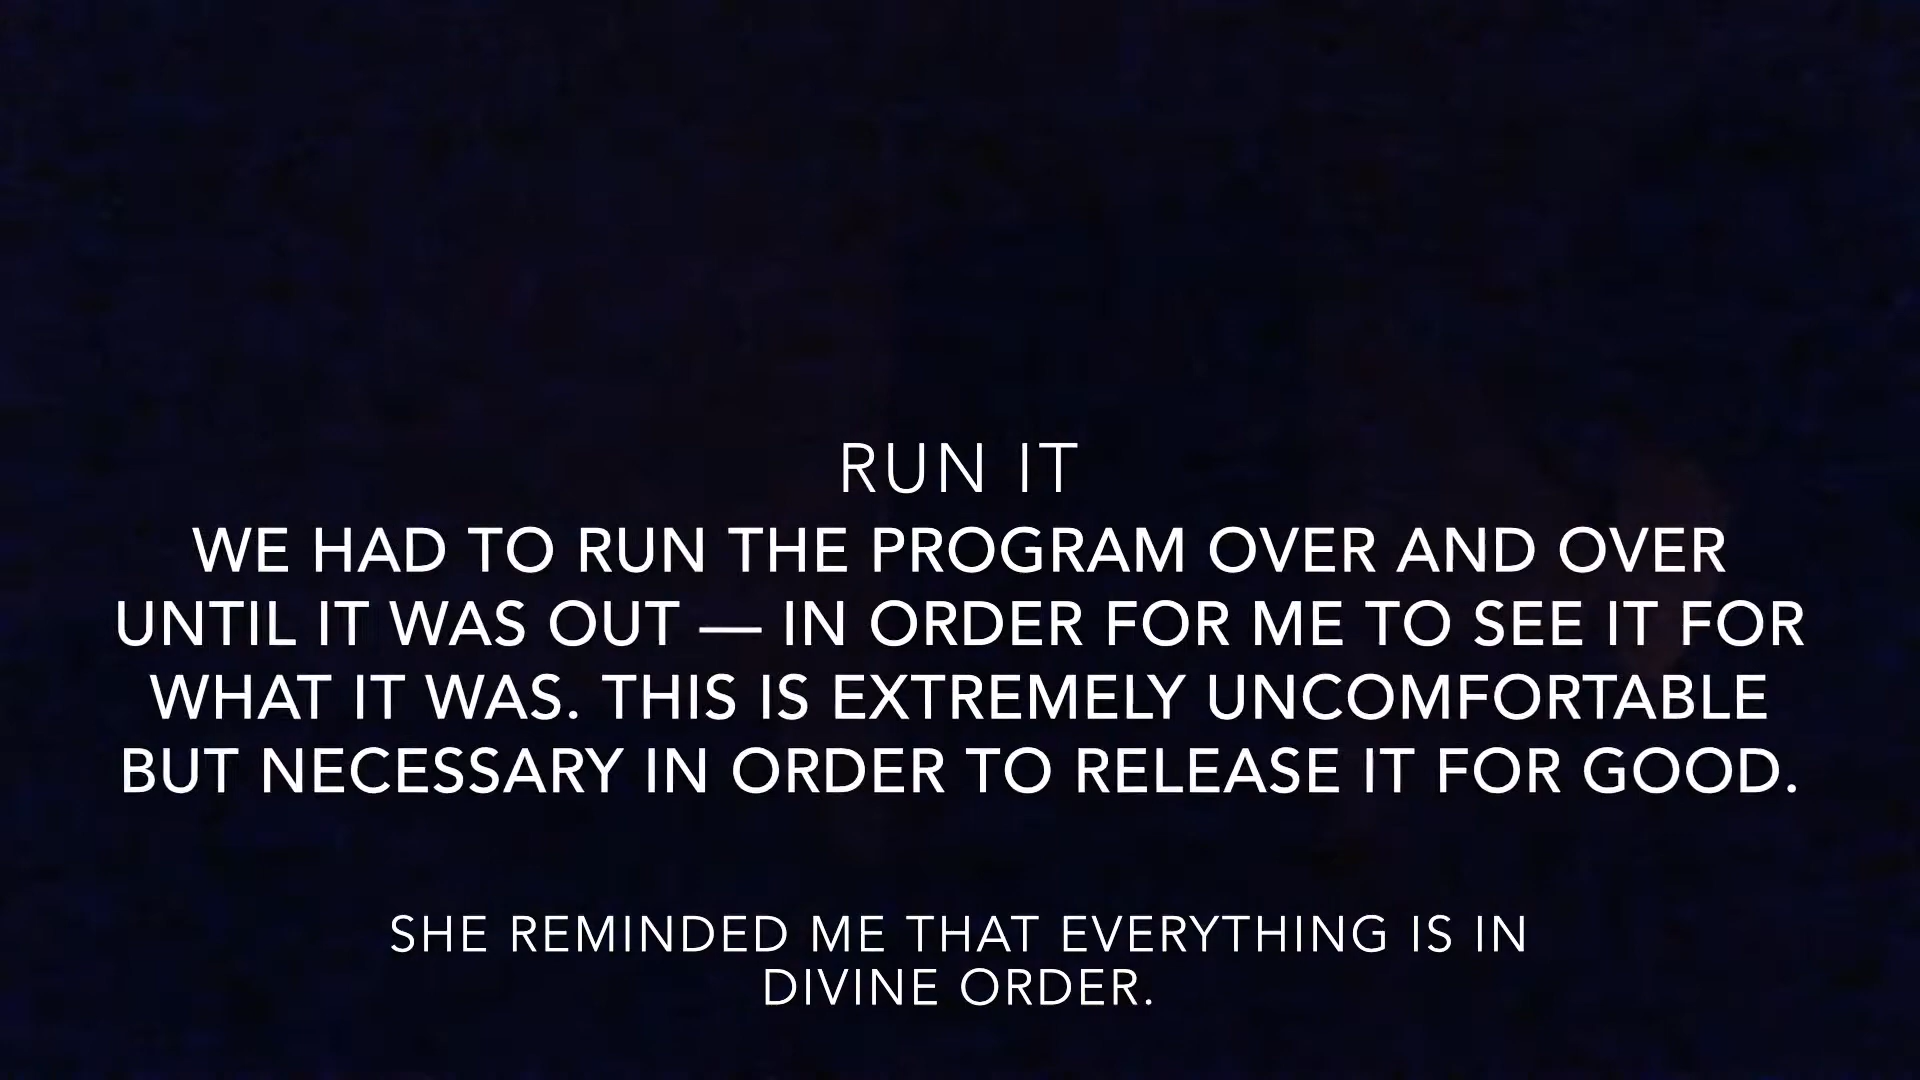 RUN IT
WE HAD TO RUN THE PROGRAM OVER AND OVER
UNTIL IT WAS OUT — IN ORDER FOR ME TO SEE IT FOR
WHAT IT WAS. THIS IS EXTREMELY UNCOMFORTABLE
BUT NECESSARY IN ORDER TO RELEASE IT FOR GOOD.
SHE REMINDED ME THAT EVERYTHING IS IN
DIVINE ORDER.